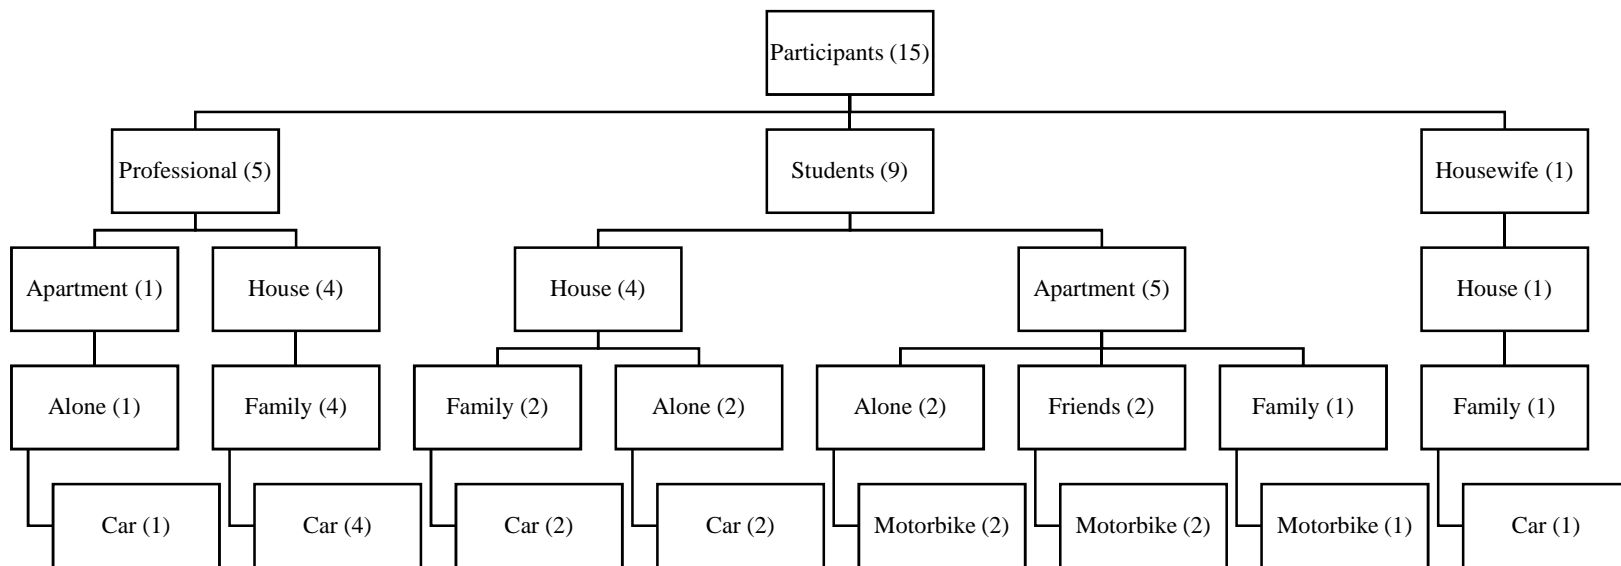 Participants (15)
Professional (5)
Students (9)
Housewife (1)
Apartment (1)
House (4)
House (4)
Apartment (5)
House (1)
Alone (1)
Family (4)
Family (2)
Alone (2)
Alone (2)
Friends (2)
Family (1)
Family (1)
Car (1)
Car (4)
Car (2)
Car (2)
Motorbike (2)
Motorbike (2)
Motorbike (1)
Car (1)